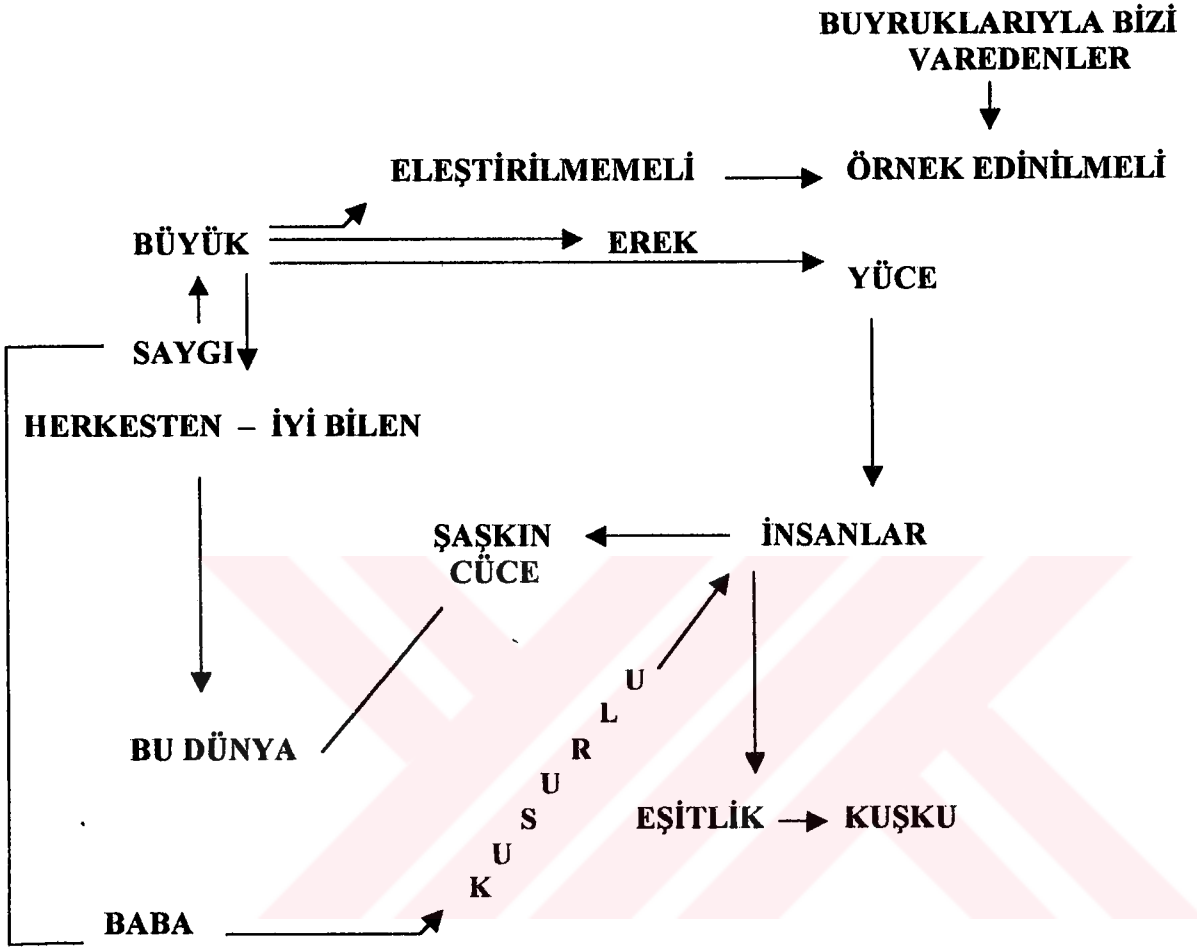 BUYRUKLARIYLA BİZİ
VAREDENLER
ELEŞTİRİLMEMELİ
ÖRNEK EDİNİLMELİ
BÜYÜK
EREK
YÜCE
SAYGI
HERKESTEN – İYİ BİLEN
ŞAŞKIN
CÜCE
İNSANLAR
BU DÜNYA
KUSURLU
EŞİTLİK
KUŞKU
BABA